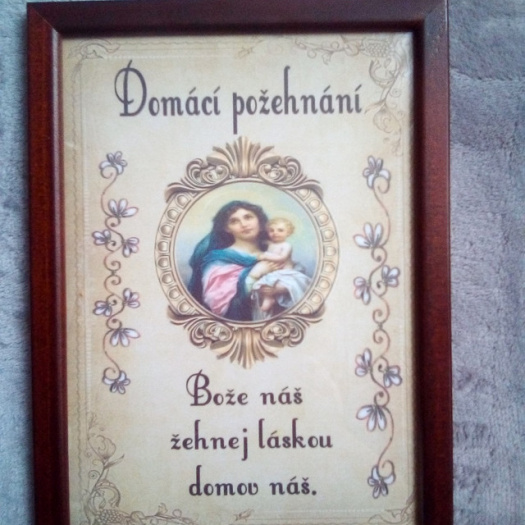 Domácí požehnání
Bože náš
žehnej láskou
domov náš.